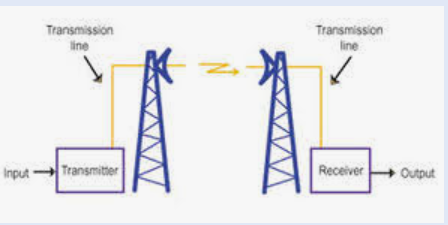 Transmission
line
Transmission
line
Input
Transmitter
Receiver
Output